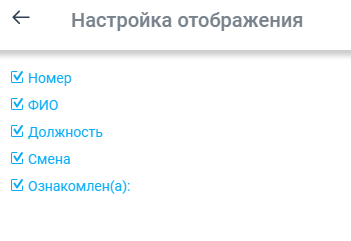 Настройка отображения
Номер
ФИО
Должность
Смена
Ознакомлен(а):